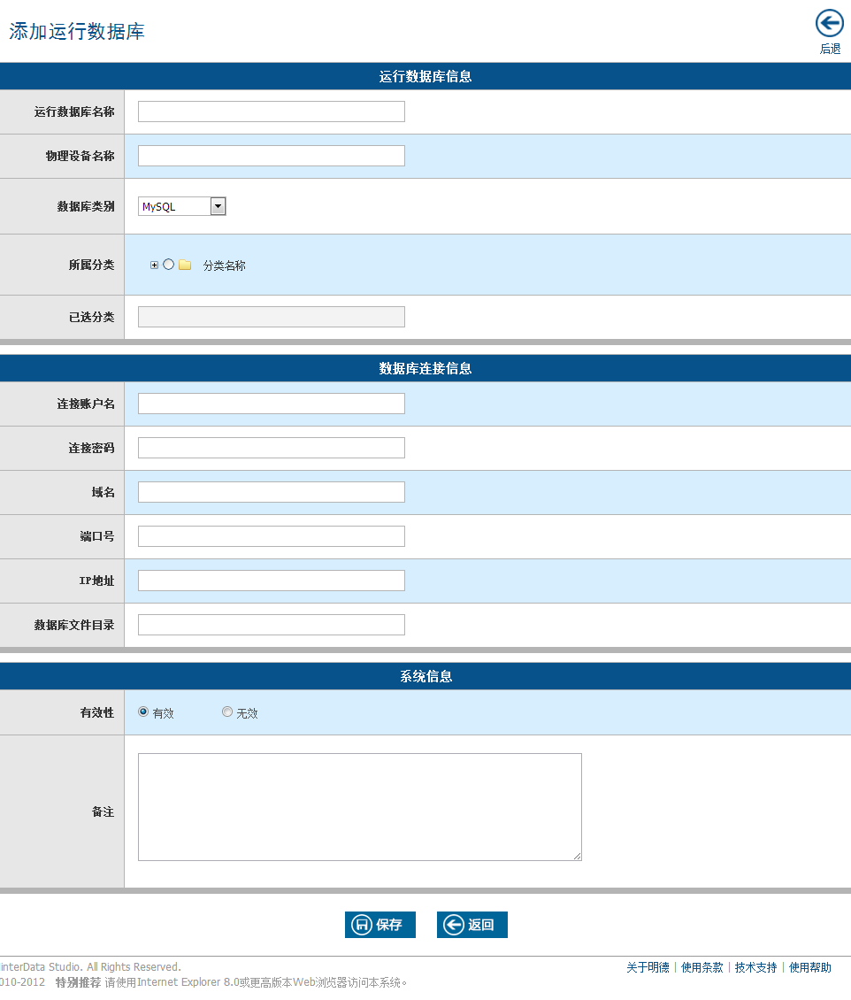 添加运行数据库
后退
运行数据库信息
运行数据库名称
物理设备名称
数据库类别
MySQL
所属分类
分类名称
已选分类
数据库连接信息
连接账户名
连接密码
域名
端口号
IP地址
数据库文件目录
系统信息
有效性
有效 无效
备注
保存 返回
interData Studio. All Rights Reserved.
关于明德 | 使用条款 | 技术支持 | 使用帮助
010-2012 特别推荐 请使用Internet Explorer 8.0或更高版本Web浏览器访问本系统。